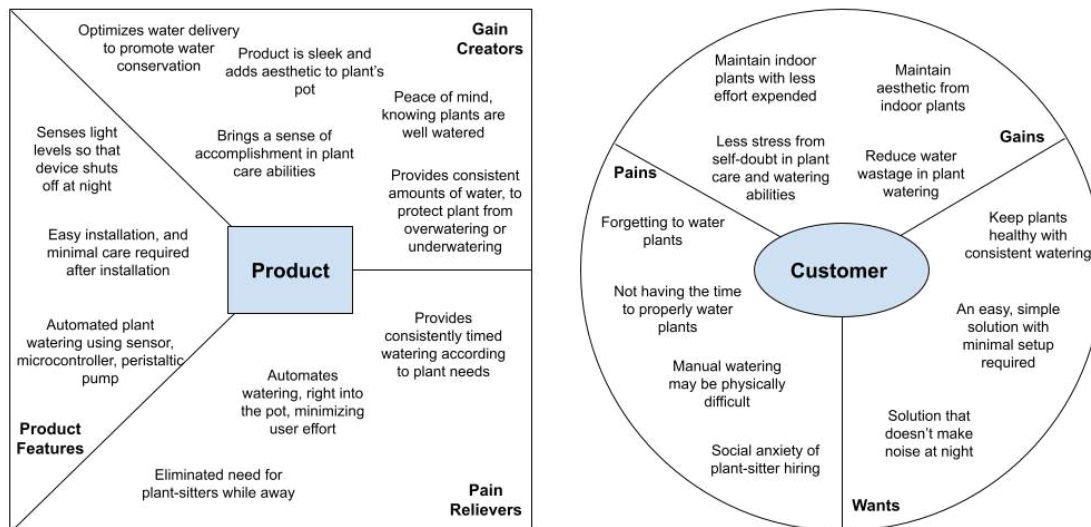 Optimizes water delivery
to promote water
conservation
Product is sleek and
adds aesthetic to plant's
pot
Gain
Creators
Peace of mind,
knowing plants are
well watered
Senses light
levels so that
device shuts
off at night
Brings a sense of
accomplishment in plant
care abilities
Provides consistent
amounts of water, to
protect plant from
overwatering or
underwatering
Easy installation, and
minimal care required
after installation
Product
Automated plant
watering using sensor,
microcontroller, peristaltic
pump
Provides
consistently timed
watering according
to plant needs
Automates
watering, right into
the pot, minimizing
user effort
Product
Features
Eliminated need for
plant-sitters while away
Pain
Relievers
Maintain indoor
plants with less
effort expended
Maintain
aesthetic from
indoor plants
Gains
Less stress from
self-doubt in plant
care and watering
abilities
Reduce water
wastage in plant
watering
Pains
Forgetting to water
plants
Keep plants
healthy with
consistent watering
Customer
Not having the time
to properly water
plants
An easy, simple
solution with
minimal setup
required
Manual watering
may be physically
difficult
Solution that
doesn't make
noise at night
Social anxiety of
plant-sitter hiring
Wants